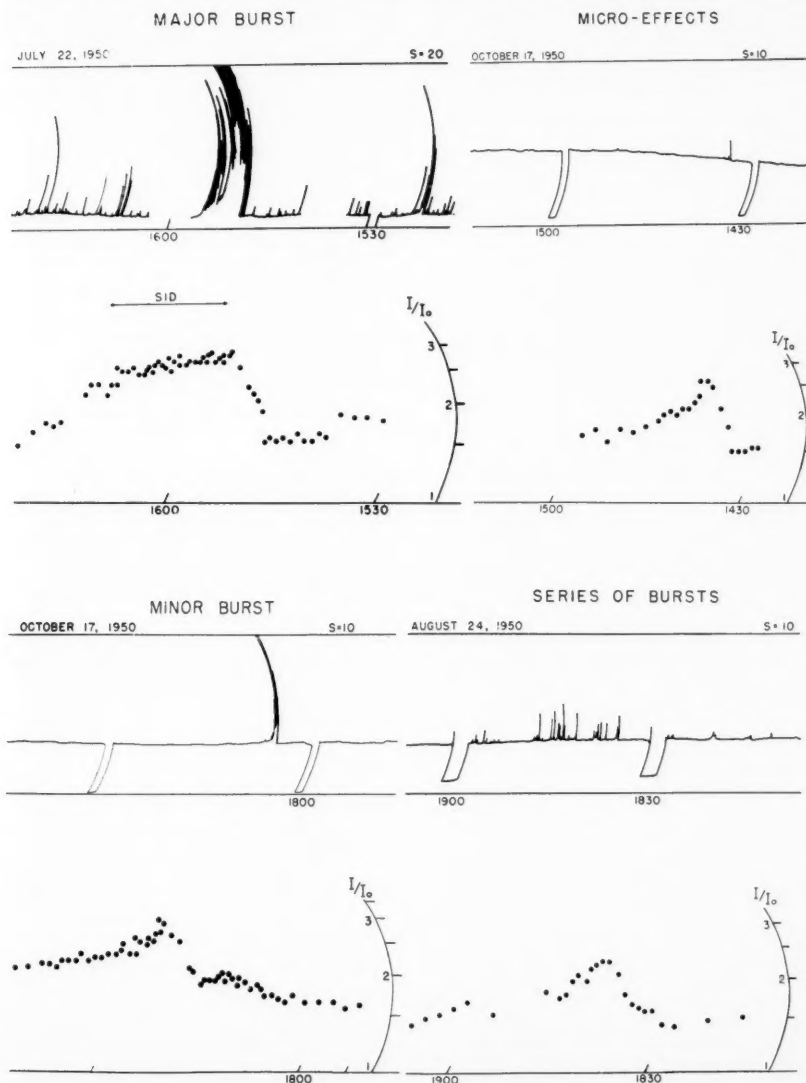 MAJOR BURST
JULY 22, 1950 S=20
1600 1530
SID
I/I₀
3
2
1
1600 1530
MICRO-EFFECTS
OCTOBER 17, 1950 S=10
1500 1430
I/I₀
3
2
1
1500 1430
MINOR BURST
OCTOBER 17, 1950 S=10
1800
I/I₀
3
2
1
1800
SERIES OF BURSTS
AUGUST 24, 1950 S=10
1900 1830
I/I₀
3
2
1
1900 1830